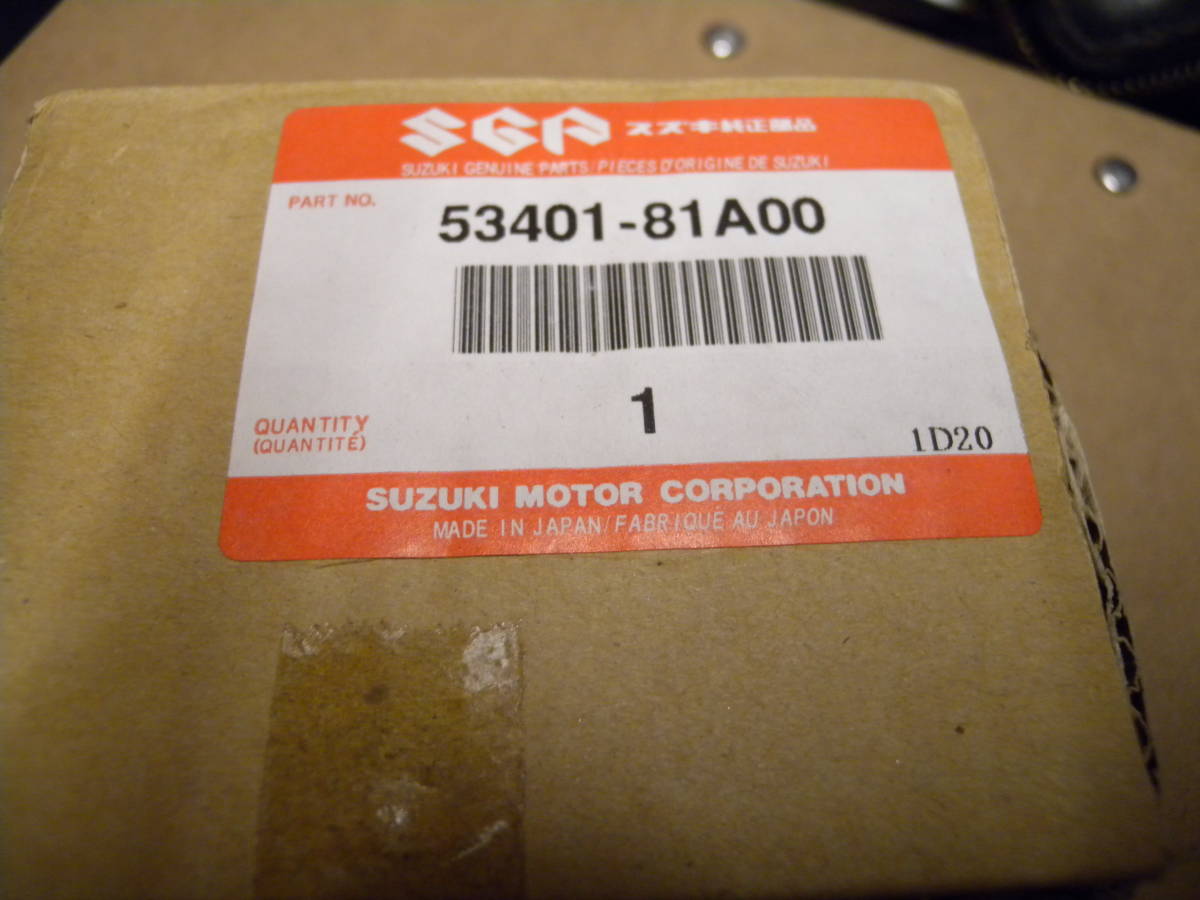 SGP スズキ純正部品
SUZUKI GENUINE PARTS/PIECES D'ORIGINE DE SUZUKI
PART NO. 53401-81A00
1
QUANTITY
(QUANTITÉ)
1D20
SUZUKI MOTOR CORPORATION
MADE IN JAPAN/FABRIQUÉ AU JAPON